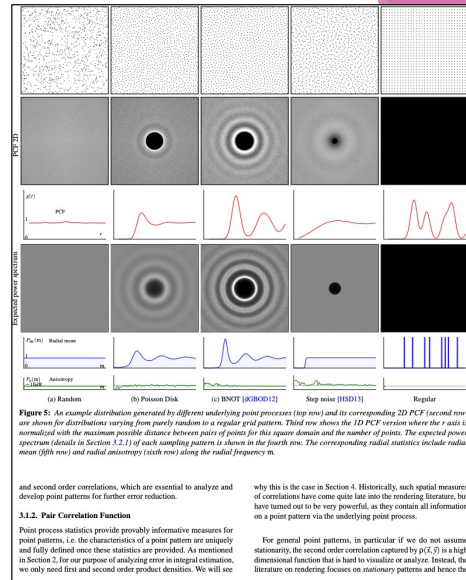 PCF 2D
g(r)
PCF
1
0
r
Expected power spectrum
Radial mean
1
0
m
Anisotropy
m
(a) Random
(b) Poisson Disk
(c) BNOT [dGBOD12]
Step noise [HSD13]
Regular
Figure 5: An example distribution generated by different underlying point processes (top row) and its corresponding 2D PCF (second row)
are shown for distributions varying from purely random to a regular grid pattern. Third row shows the 1D PCF version where the r axis is
normalized with the maximum possible distance between pairs of points for this square domain and the number of points. The expected power
spectrum (details in Section 3.2.1) of each sampling pattern is shown in the fourth row. The corresponding radial statistics include radial
mean (fifth row) and radial anisotropy (sixth row) along the radial frequency m.
and second order correlations, which are essential to analyze and
develop point patterns for further error reduction.
3.1.2. Pair Correlation Function
Point process statistics provide provably informative measures for
point patterns, i.e. the characteristics of a point pattern are uniquely
and fully defined once these statistics are provided. As mentioned
in Section 2, for our purpose of analyzing error in integral estimation,
we only need first and second order product densities. We will see
why this is the case in Section 4. Historically, such spatial measures
of correlations have come quite late into the rendering literature, but
have turned out to be very powerful, as they contain all information
on a point pattern via the underlying point process.
For general point patterns, in particular if we do not assume
stationarity, the second order correlation captured by ρ(x⃗, y⃗) is a high
dimensional function that is hard to visualize or analyze. Instead, the
literature on rendering focuses on stationary patterns and hence the